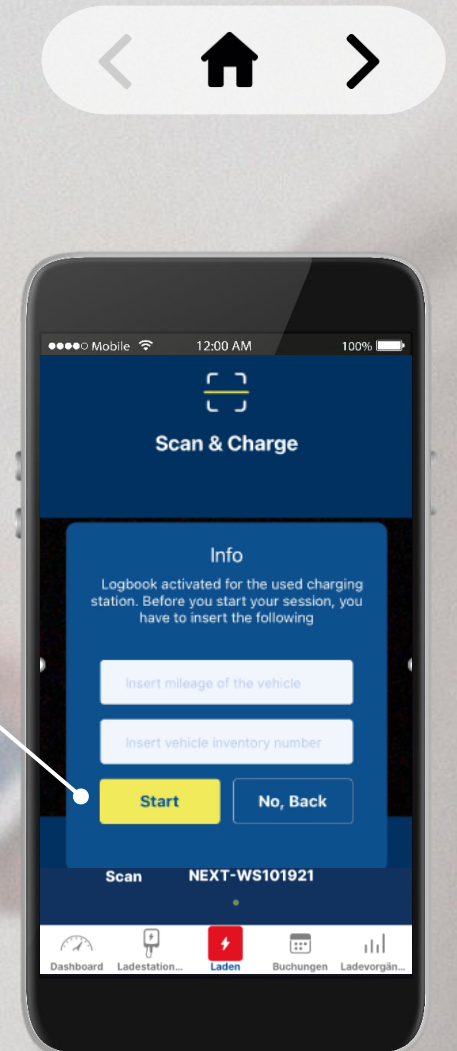 Mobile 12:00 AM 100%
Scan & Charge
Info
Logbook activated for the used charging
station. Before you start your session, you
have to insert the following
Insert mileage of the vehicle
Insert vehicle inventory number
Start No, Back
Scan NEXT-WS101921
Dashboard Ladestation... Laden Buchungen Ladevorgän...